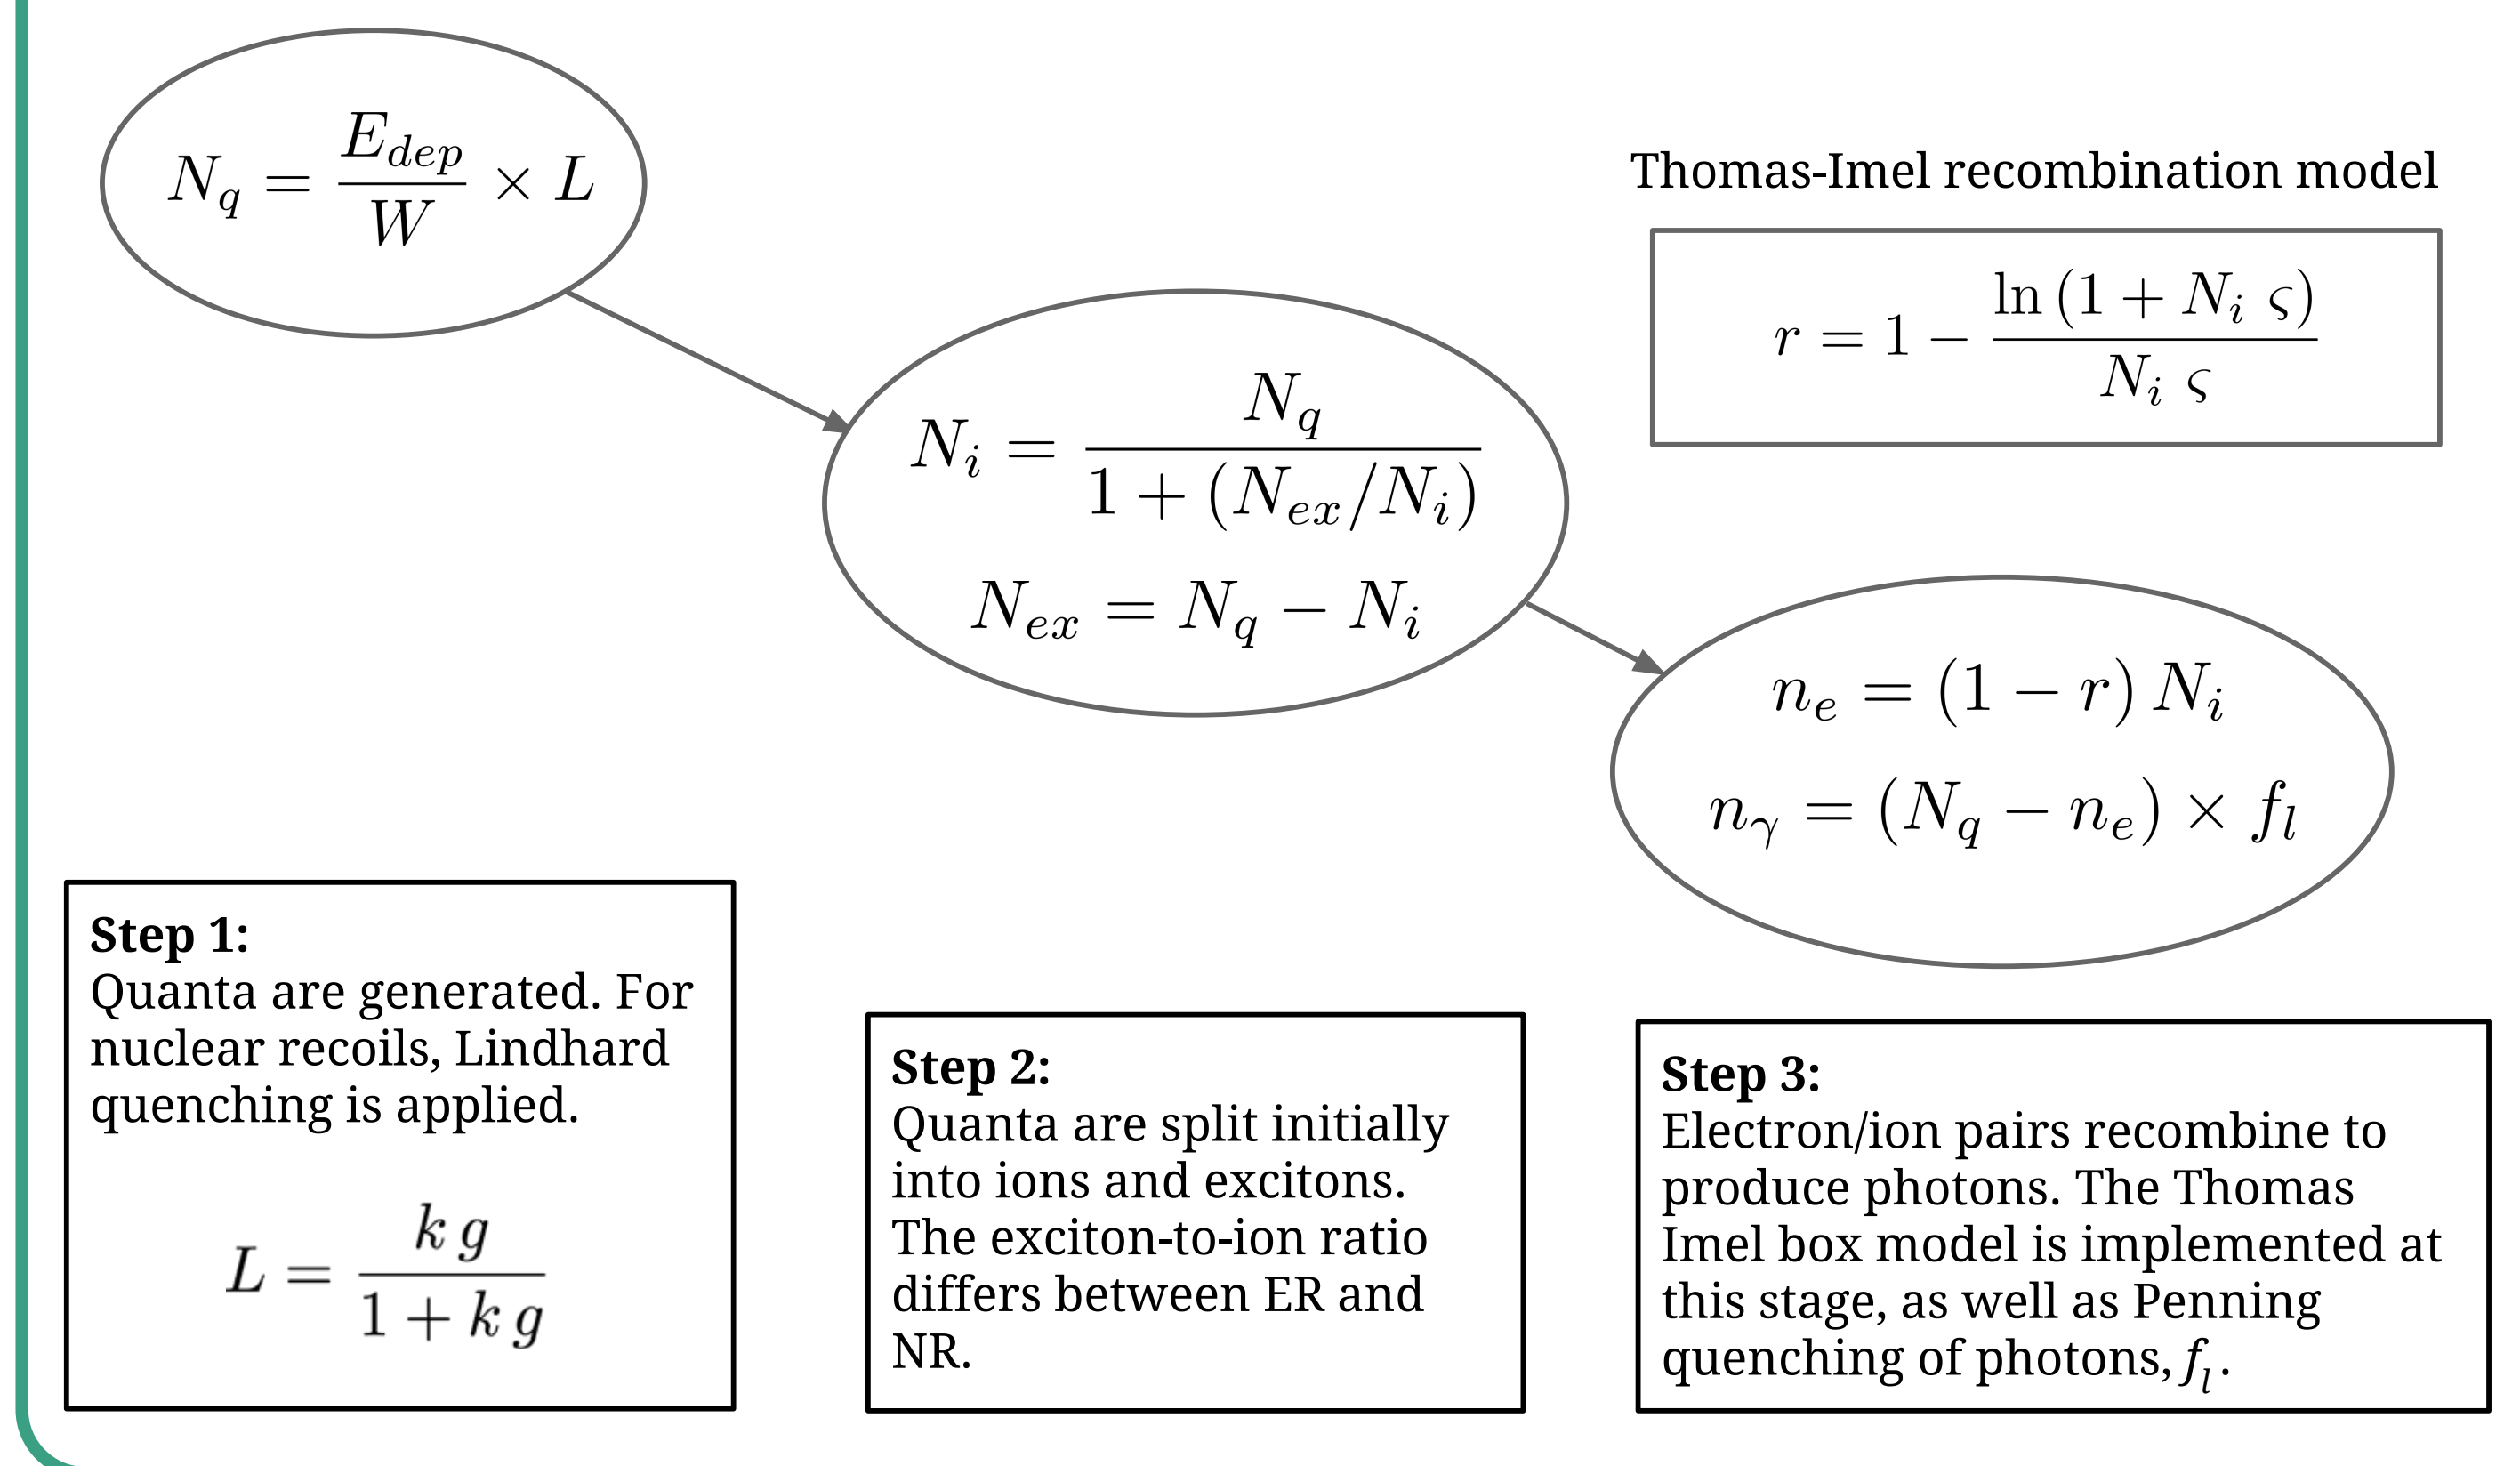 N_q = E_dep / W × L
Thomas-Imel recombination model
r = 1 − ln (1 + N_i ς) / N_i ς
N_i = N_q / 1 + (N_ex/N_i)
N_ex = N_q − N_i
n_e = (1 − r) N_i
n_γ = (N_q − n_e) × f_l
Step 1:
Quanta are generated. For
nuclear recoils, Lindhard
quenching is applied.
L = k g / 1 + k g
Step 2:
Quanta are split initially
into ions and excitons.
The exciton-to-ion ratio
differs between ER and
NR.
Step 3:
Electron/ion pairs recombine to
produce photons. The Thomas
Imel box model is implemented at
this stage, as well as Penning
quenching of photons, f_l.